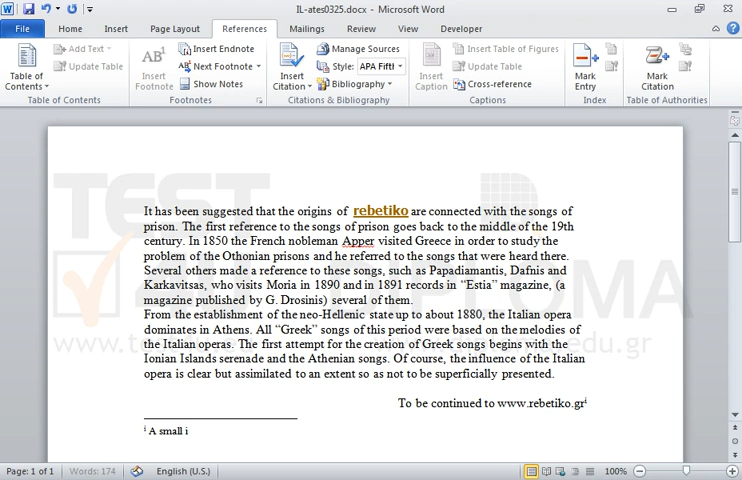 IL-ates0325.docx - Microsoft Word
File Home Insert Page Layout References Mailings Review View Developer
Table of Contents Add Text Update Table
Insert Footnote AB¹ Insert Endnote Next Footnote Show Notes
Insert Citation Manage Sources Style: APA Fift Bibliography
Insert Caption Insert Table of Figures Update Table Cross-reference
Mark Entry
Mark Citation
Table of Contents Footnotes Citations & Bibliography Captions Index Table of Authorities
It has been suggested that the origins of rebetiko are connected with the songs of
prison. The first reference to the songs of prison goes back to the middle of the 19th
century. In 1850 the French nobleman Apper visited Greece in order to study the
problem of the Othonian prisons and he referred to the songs that were heard there.
Several others made a reference to these songs, such as Papadiamantis, Dafnis and
Karkavitsas, who visits Moria in 1890 and in 1891 records in “Estia” magazine, (a
magazine published by G. Drosinis) several of them.
From the establishment of the neo-Hellenic state up to about 1880, the Italian opera
dominates in Athens. All “Greek” songs of this period were based on the melodies of
the Italian operas. The first attempt for the creation of Greek songs begins with the
Ionian Islands serenade and the Athenian songs. Of course, the influence of the Italian
opera is clear but assimilated to an extent so as not to be superficially presented.
To be continued to www.rebetiko.grⁱ
ⁱ A small i
Page: 1 of 1 Words: 174 English (U.S.) 100%